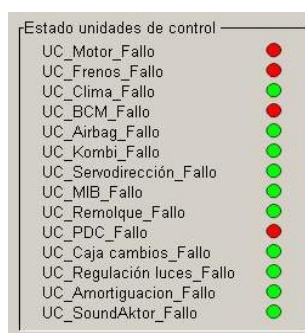 Estado unidades de control
UC_Motor_Fallo
UC_Frenos_Fallo
UC_Clima_Fallo
UC_BCM_Fallo
UC_Airbag_Fallo
UC_Kombi_Fallo
UC_Servodirección_Fallo
UC_MIB_Fallo
UC_Remolque_Fallo
UC_PDC_Fallo
UC_Caja cambios_Fallo
UC_Regulación luces_Fallo
UC_Amortiguacion_Fallo
UC_SoundAktor_Fallo